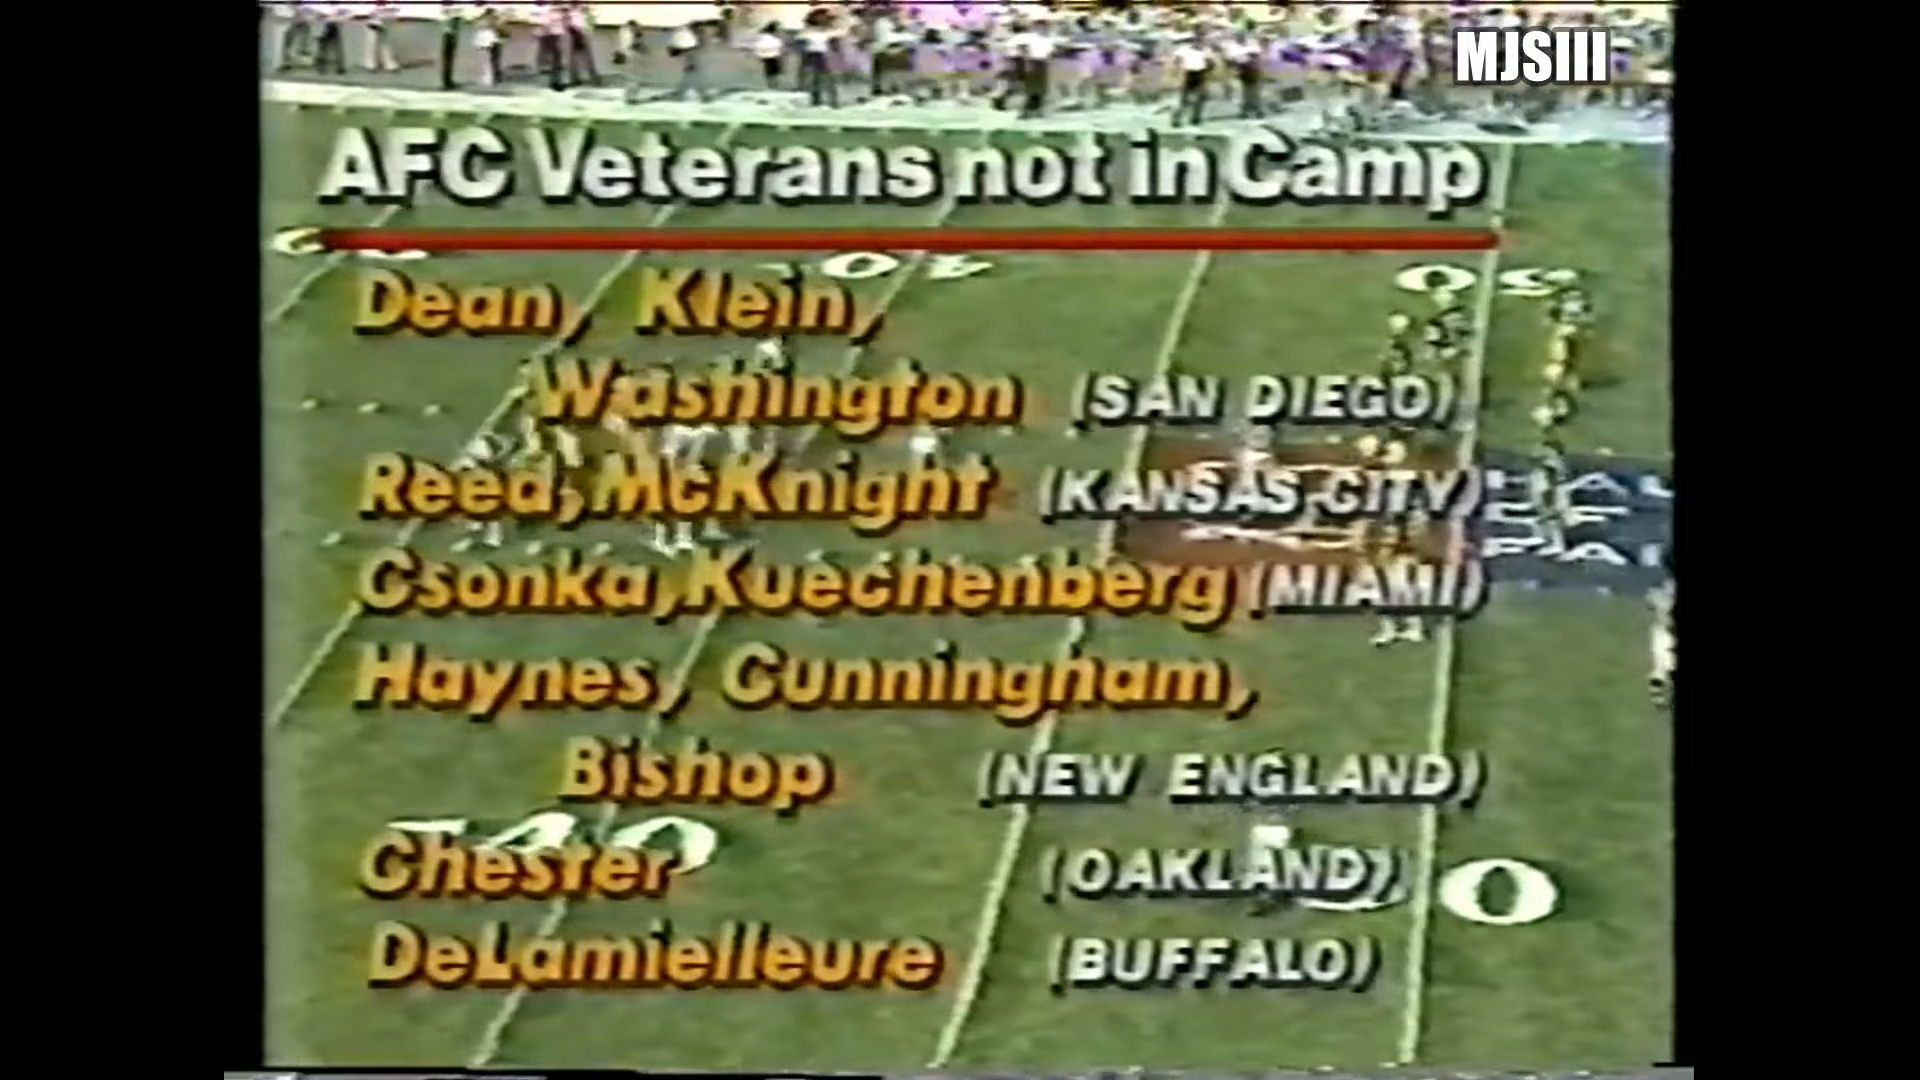 MJSIII
AFC Veterans not in Camp
Dean, Klein,
Washington (SAN DIEGO)
Reed, McKnight (KANSAS CITY)
Csonka, Kuechenberg (MIAMI)
Haynes, Cunningham,
Bishop (NEW ENGLAND)
Chester (OAKLAND)
DeLamielleure (BUFFALO)